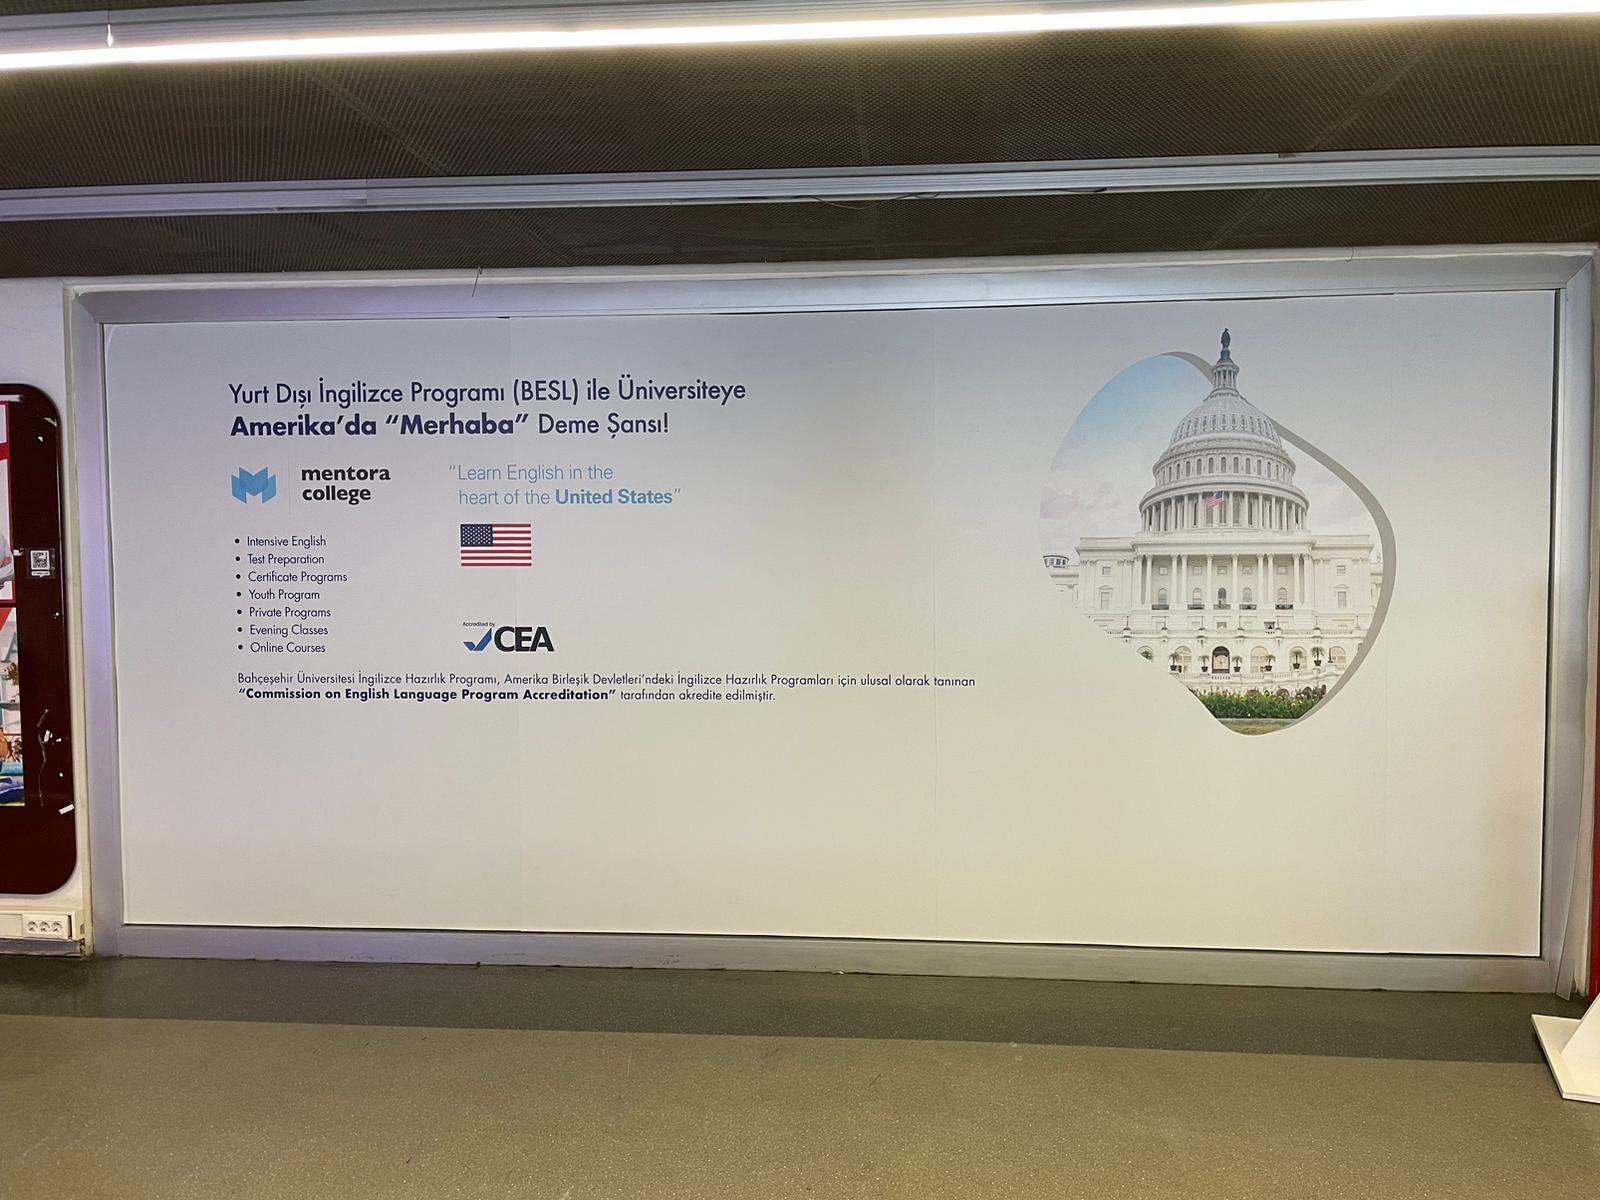 Yurt Dışı İngilizce Programı (BESL) ile Üniversiteye
Amerika'da “Merhaba” Deme Şansı!
mentora
college
“Learn English in the
heart of the United States”
• Intensive English
• Test Preparation
• Certificate Programs
• Youth Program
• Private Programs
• Evening Classes
• Online Courses
Accredited by
CEA
Bahçeşehir Üniversitesi İngilizce Hazırlık Programı, Amerika Birleşik Devletleri'ndeki İngilizce Hazırlık Programları için ulusal olarak tanınan
“Commission on English Language Program Accreditation” tarafından akredite edilmiştir.